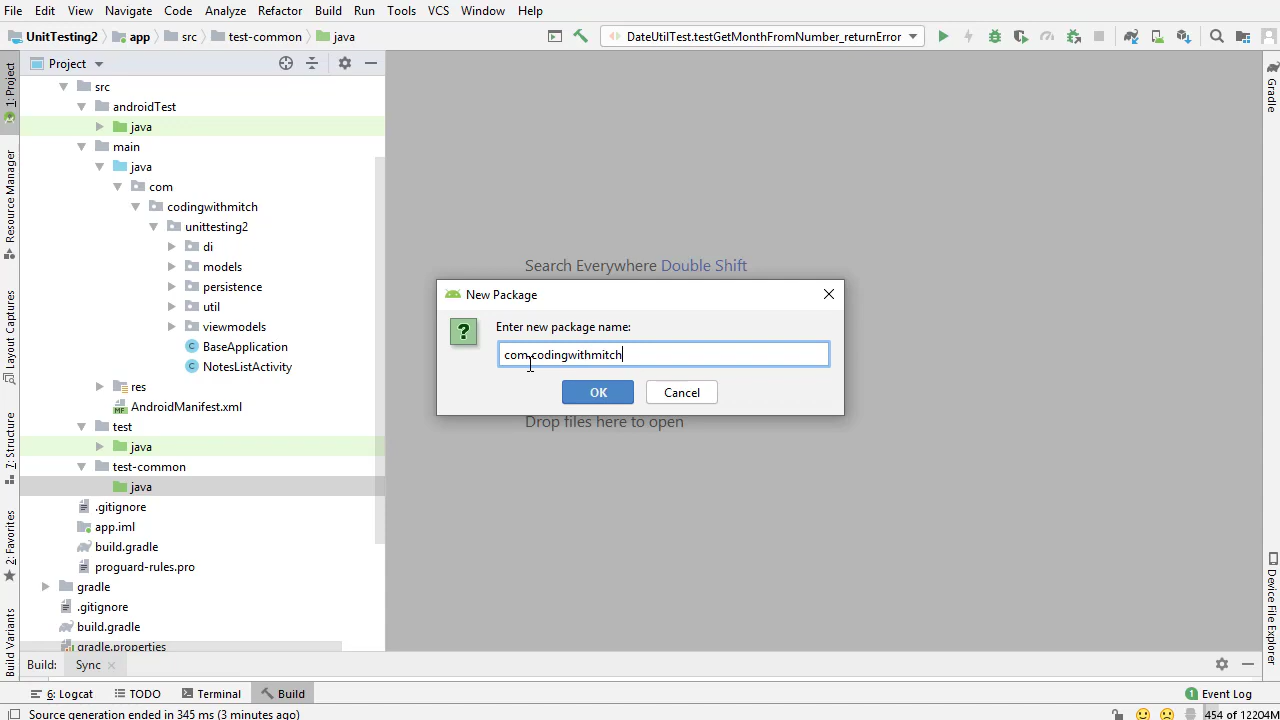 File Edit View Navigate Code Analyze Refactor Build Run Tools VCS Window Help
UnitTesting2 app src test-common java DateUtilTest.testGetMonthFromNumber_returnError
Project
src
androidTest
java
main
java
com
codingwithmitch
unittesting2
di
models
persistence
util
viewmodels
BaseApplication
NotesListActivity
res
AndroidManifest.xml
test
java
test-common
java
.gitignore
app.iml
build.gradle
proguard-rules.pro
gradle
.gitignore
build.gradle
gradle.properties
1: Project
Resource Manager
Layout Captures
7: Structure
2: Favorites
Build Variants
Search Everywhere Double Shift
New Package
Enter new package name:
com.codingwithmitch
OK Cancel
Drop files here to open
Gradle
Device File Explorer
Build: Sync
6: Logcat TODO Terminal Build 1 Event Log
Source generation ended in 345 ms (3 minutes ago) 454 of 12204M